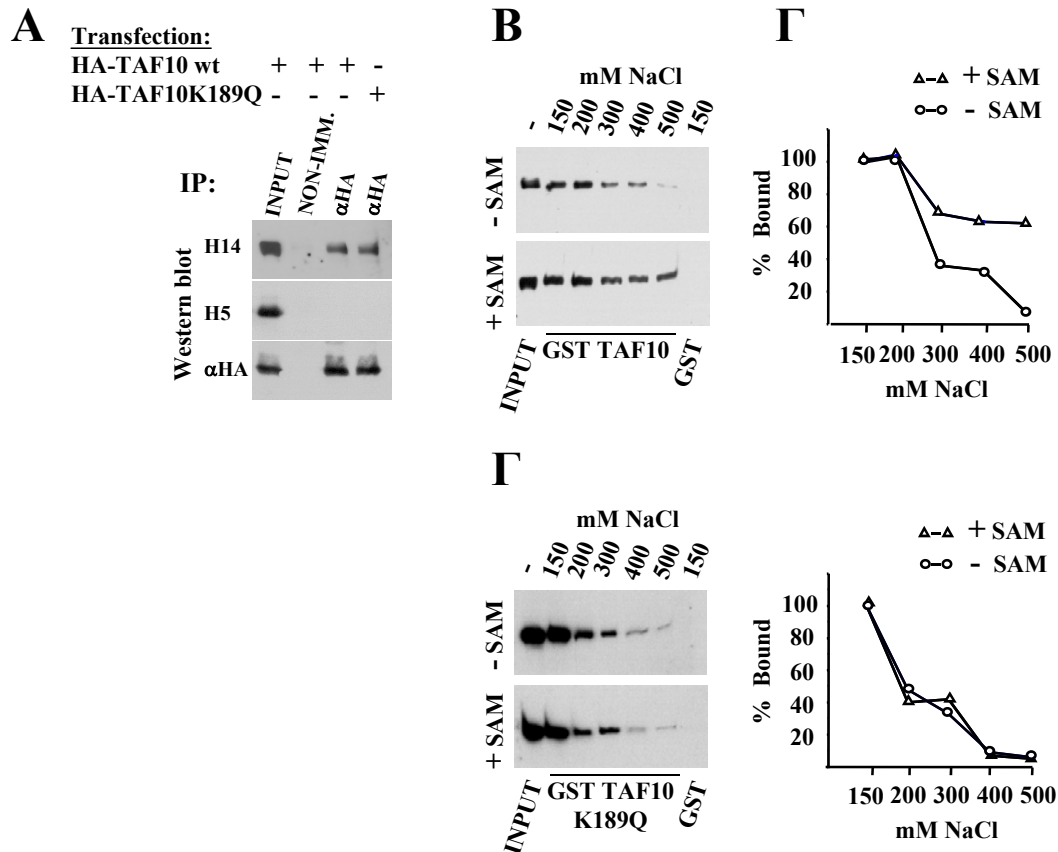 A
Transfection:
HA-TAF10 wt + + + -
HA-TAF10K189Q - - - +
IP:
INPUT
NON-IMM.
αHA
αHA
Western blot
H14
H5
αHA
B
mM NaCl
- 150 200 300 400 500 150
- SAM
+ SAM
INPUT
GST TAF10
GST
Γ
+ SAM
- SAM
% Bound
100
80
60
40
20
150 200 300 400 500
mM NaCl
Γ
mM NaCl
- 150 200 300 400 500 150
- SAM
+ SAM
INPUT
GST TAF10
K189Q
GST
+ SAM
- SAM
% Bound
100
80
60
40
20
150 200 300 400 500
mM NaCl